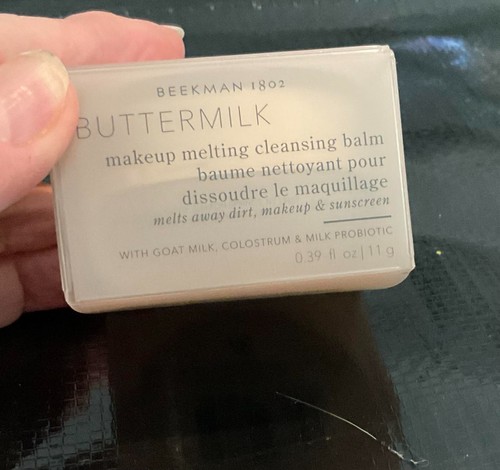 BEEKMAN 1802
BUTTERMILK
makeup melting cleansing balm
baume nettoyant pour
dissoudre le maquillage
melts away dirt, makeup & sunscreen
WITH GOAT MILK, COLOSTRUM & MILK PROBIOTIC
0.39 fl oz | 11 g